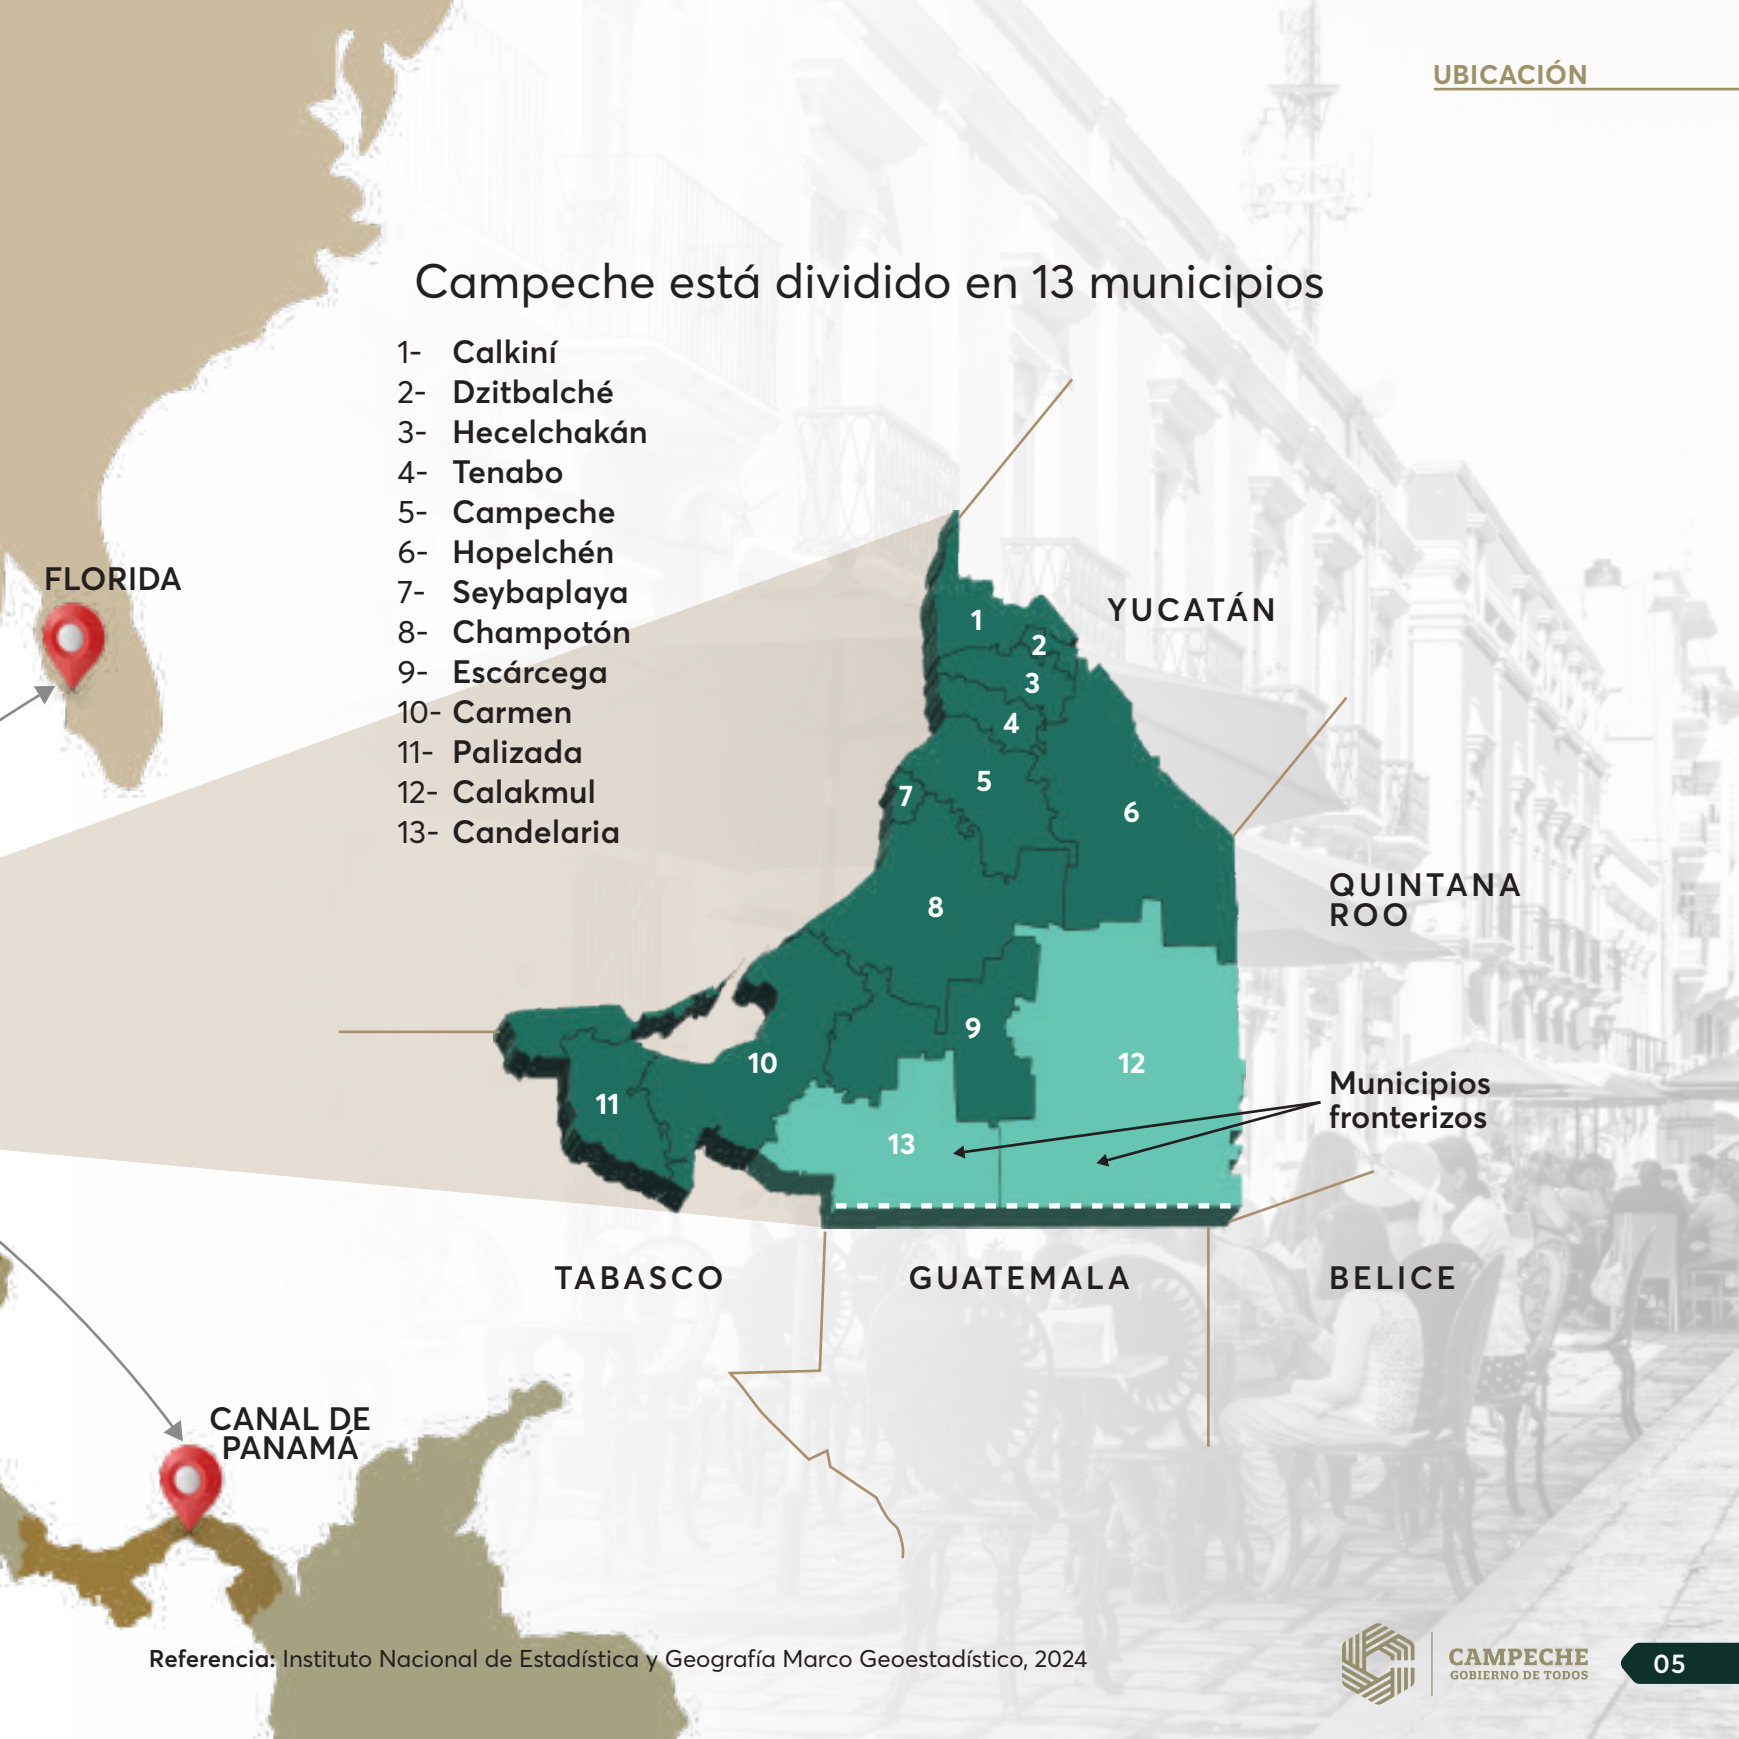 UBICACIÓN
Campeche está dividido en 13 municipios
1- Calkiní
2- Dzitbalché
3- Hecelchakán
4- Tenabo
5- Campeche
6- Hopelchén
7- Seybaplaya
8- Champotón
9- Escárcega
10- Carmen
11- Palizada
12- Calakmul
13- Candelaria
FLORIDA
YUCATÁN
1
2
3
4
5
7
6
QUINTANA
ROO
8
9
10
12
11
13
Municipios
fronterizos
TABASCO
GUATEMALA
BELICE
CANAL DE
PANAMÁ
Referencia: Instituto Nacional de Estadística y Geografía Marco Geoestadístico, 2024
CAMPECHE
GOBIERNO DE TODOS
05